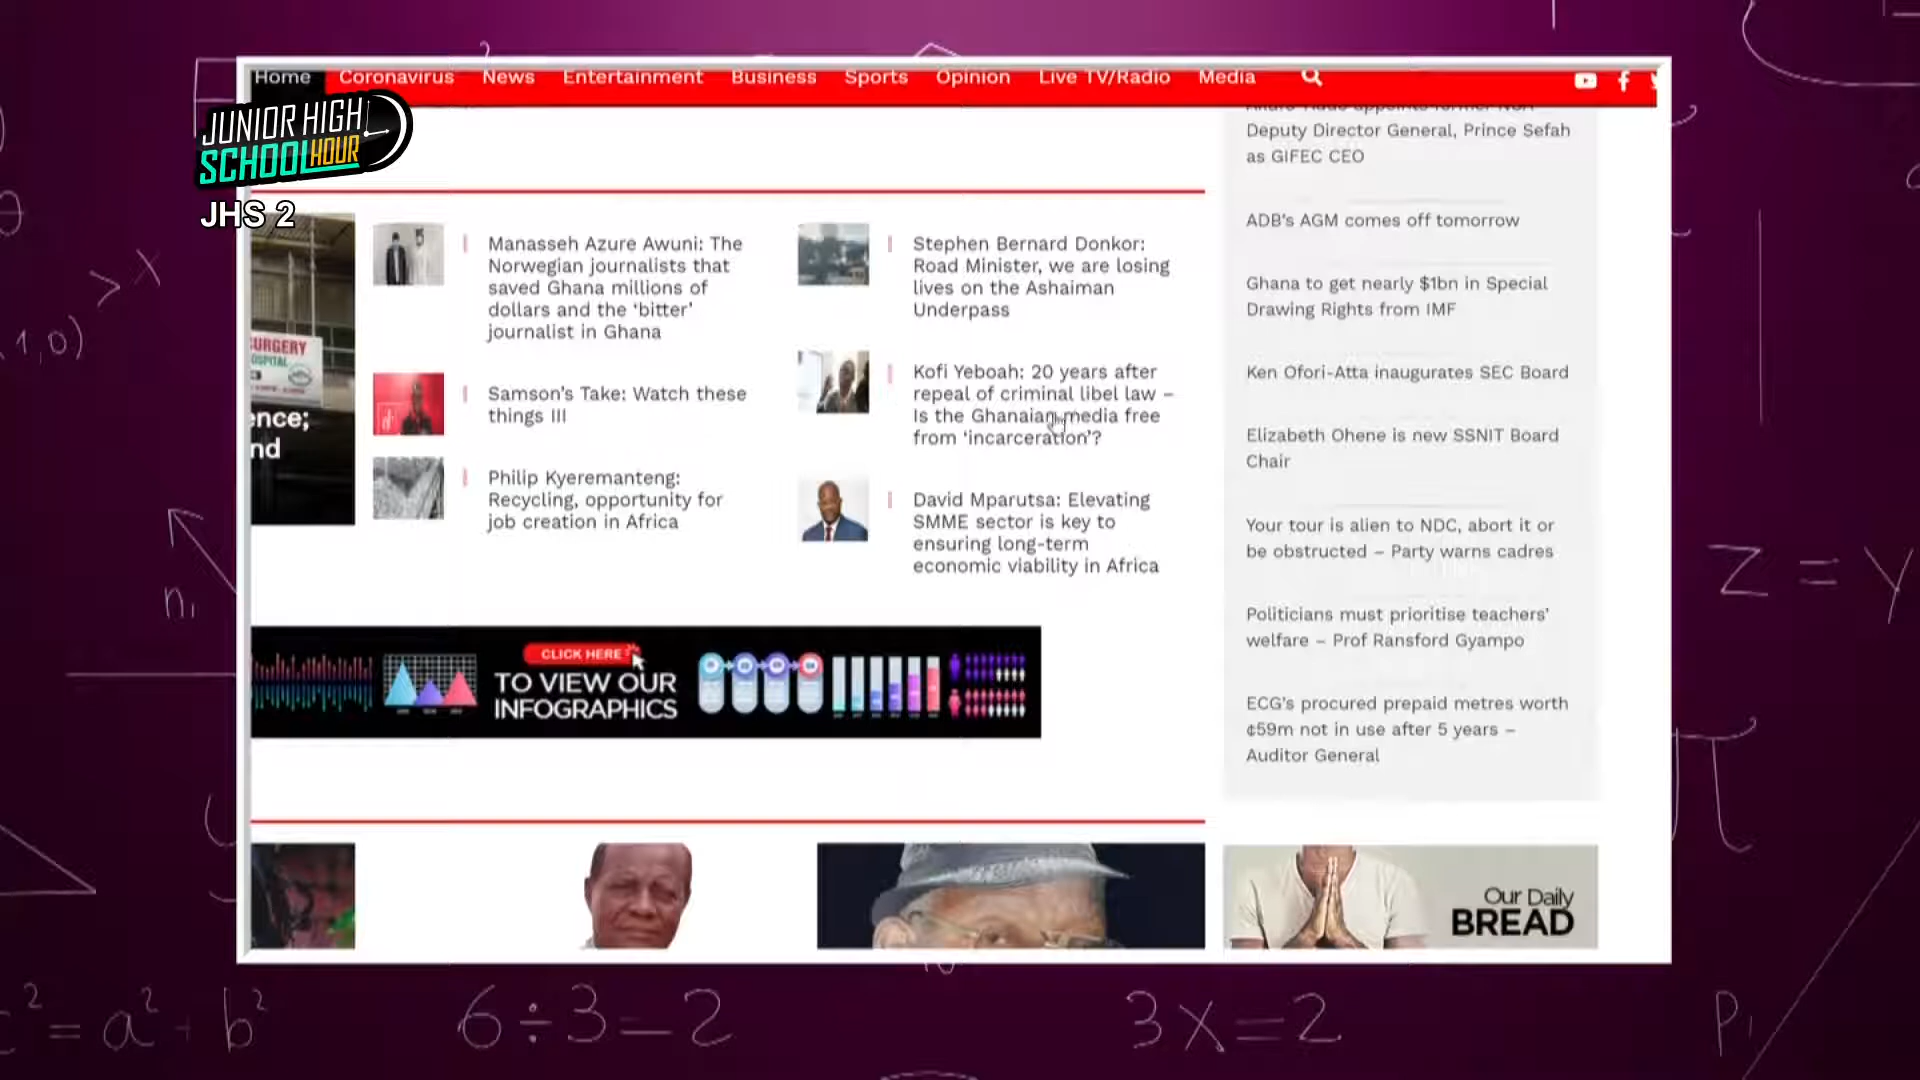 Home Coronavirus News Entertainment Business Sports Opinion Live TV/Radio Media
JUNIOR HIGH
SCHOOL HOUR
JHS 2
SURGERY
ence;
nd
Manasseh Azure Awuni: The
Norwegian journalists that
saved Ghana millions of
dollars and the ‘bitter’
journalist in Ghana
Samson’s Take: Watch these
things III
Philip Kyeremanteng:
Recycling, opportunity for
job creation in Africa
Stephen Bernard Donkor:
Road Minister, we are losing
lives on the Ashaiman
Underpass
Kofi Yeboah: 20 years after
repeal of criminal libel law –
Is the Ghanaian media free
from ‘incarceration’?
David Mparutsa: Elevating
SMME sector is key to
ensuring long-term
economic viability in Africa
Deputy Director General, Prince Sefah
as GIFEC CEO
ADB’s AGM comes off tomorrow
Ghana to get nearly $1bn in Special
Drawing Rights from IMF
Ken Ofori-Atta inaugurates SEC Board
Elizabeth Ohene is new SSNIT Board
Chair
Your tour is alien to NDC, abort it or
be obstructed – Party warns cadres
Politicians must prioritise teachers’
welfare – Prof Ransford Gyampo
ECG’s procured prepaid metres worth
¢59m not in use after 5 years –
Auditor General
CLICK HERE
TO VIEW OUR
INFOGRAPHICS
Our Daily
BREAD
> x
1,0)
n₁
z = y
π
c² = a² + b²
6÷3=2
3x=2
P₁